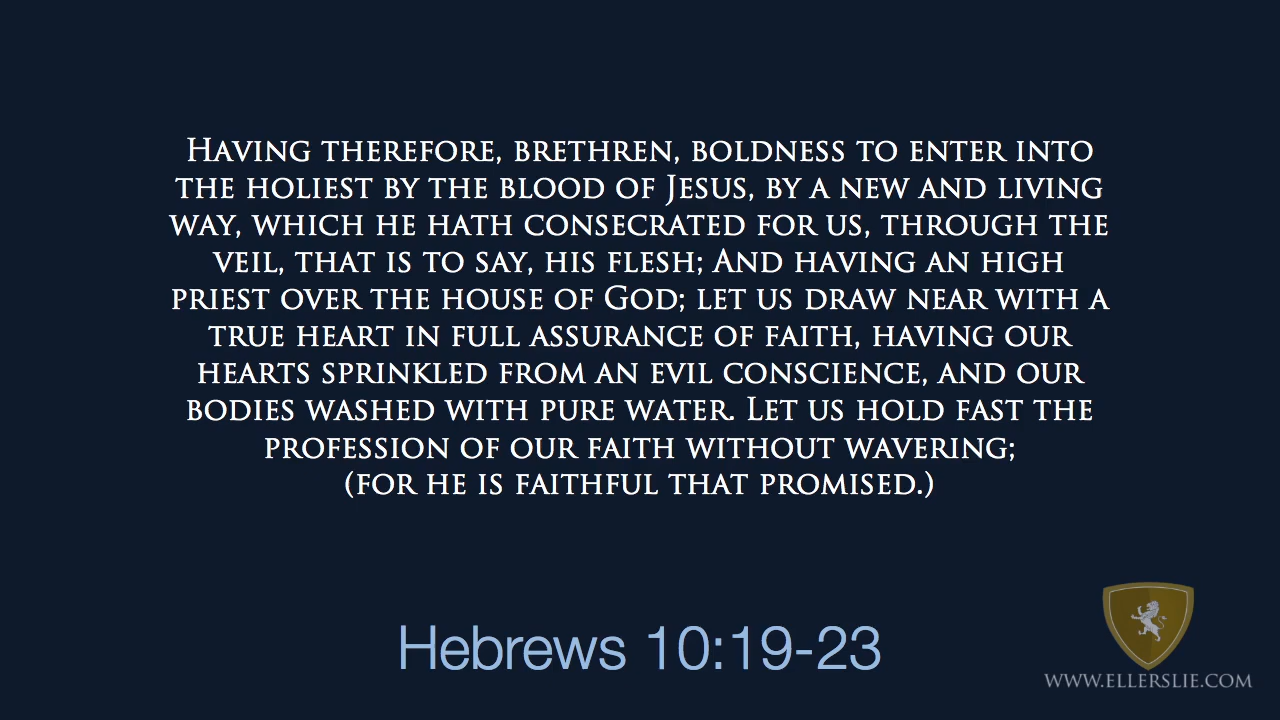 Having therefore, brethren, boldness to enter into
the holiest by the blood of Jesus, by a new and living
way, which he hath consecrated for us, through the
veil, that is to say, his flesh; And having an high
priest over the house of God; let us draw near with a
true heart in full assurance of faith, having our
hearts sprinkled from an evil conscience, and our
bodies washed with pure water. Let us hold fast the
profession of our faith without wavering;
(for he is faithful that promised.)
Hebrews 10:19-23
www.ellerslie.com